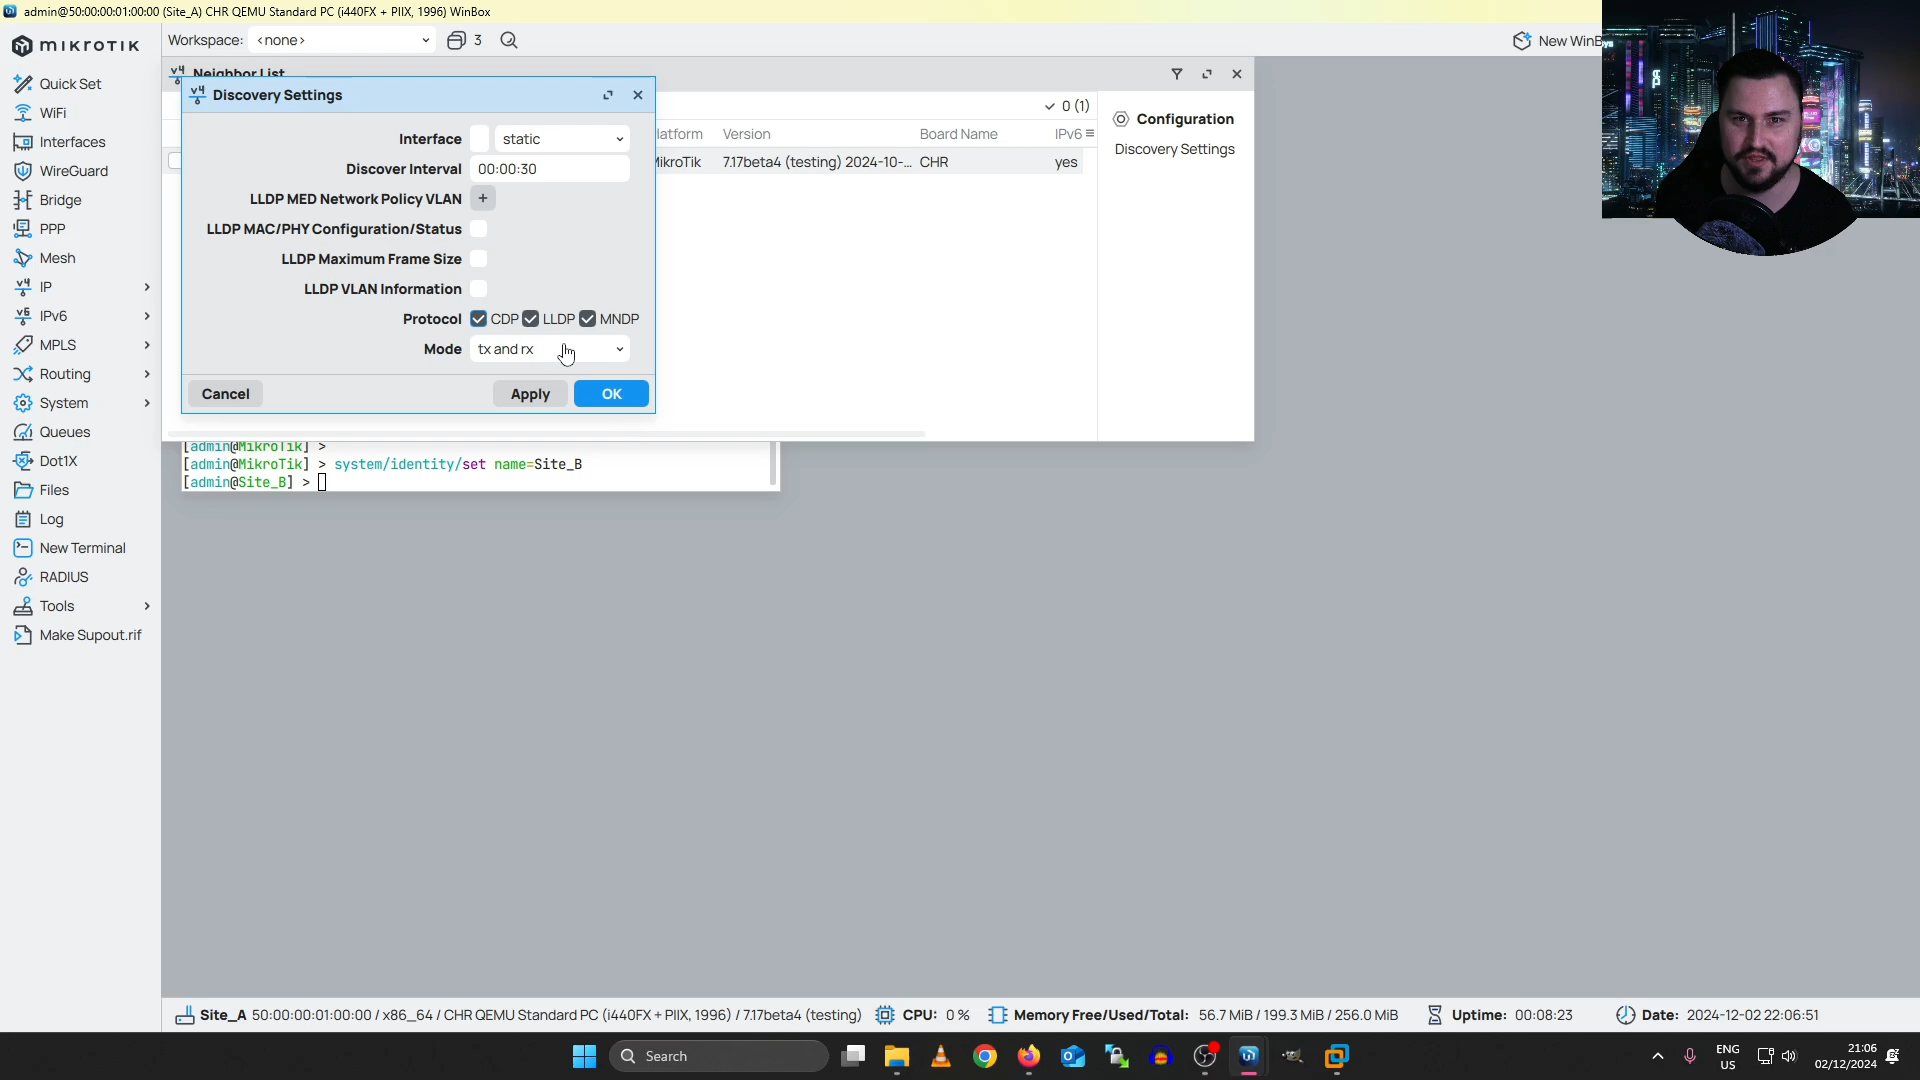 admin@50:00:00:01:00:00 (Site_A) CHR QEMU Standard PC (i440FX + PIIX, 1996) WinBox
MikroTik
Workspace: <none> 3
New WinB
Quick Set
WiFi
Interfaces
WireGuard
Bridge
PPP
Mesh
IP
IPv6
MPLS
Routing
System
Queues
Dot1X
Files
Log
New Terminal
RADIUS
Tools
Make Supout.rif
Neighbor List
0 (1)
Version Board Name IPv6
MikroTik 7.17beta4 (testing) 2024-10-... CHR yes
Configuration
Discovery Settings
Discovery Settings
Interface static
Discover Interval 00:00:30
LLDP MED Network Policy VLAN +
LLDP MAC/PHY Configuration/Status
LLDP Maximum Frame Size
LLDP VLAN Information
Protocol CDP LLDP MNDP
Mode tx and rx
Cancel Apply OK
[admin@MikroTik] >
[admin@MikroTik] > system/identity/set name=Site_B
[admin@Site_B] >
Site_A 50:00:00:01:00:00 / x86_64 / CHR QEMU Standard PC (i440FX + PIIX, 1996) / 7.17beta4 (testing) CPU: 0 % Memory Free/Used/Total: 56.7 MiB / 199.3 MiB / 256.0 MiB Uptime: 00:08:23 Date: 2024-12-02 22:06:51
Search
ENG
US
21:06
02/12/2024